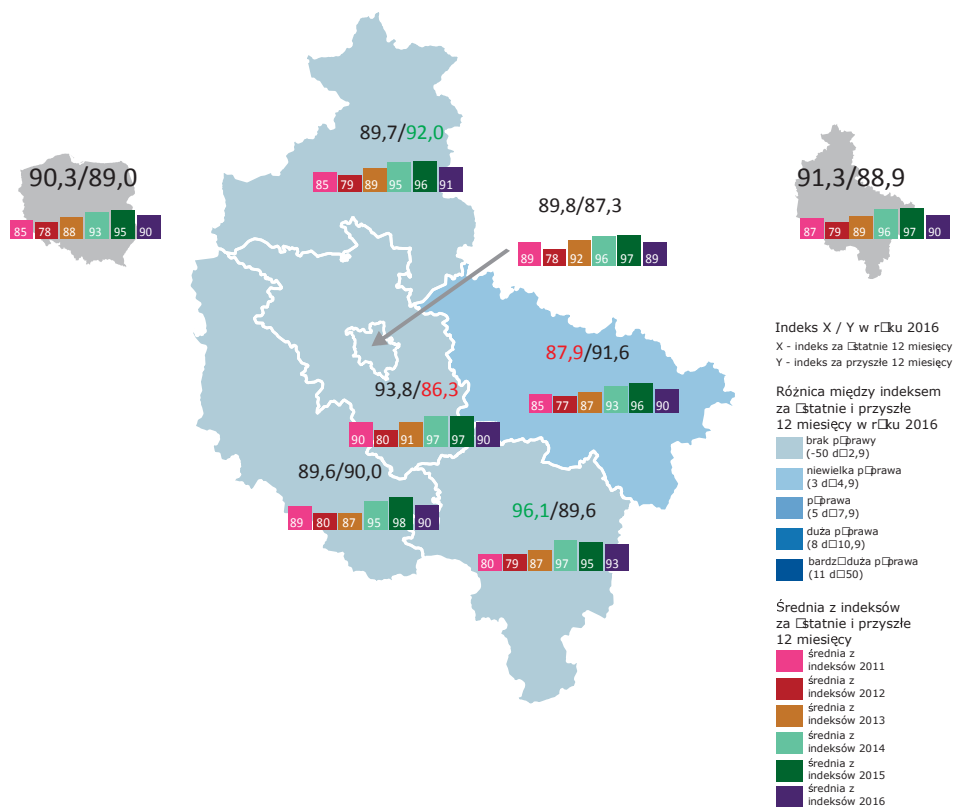 89,7/92,0
85 79 89 95 96 91
90,3/89,0
85 78 88 93 95 90
89,8/87,3
89 78 92 96 97 89
91,3/88,9
87 79 89 96 97 90
87,9/91,6
85 77 87 93 96 90
93,8/86,3
90 80 91 97 97 90
89,6/90,0
89 80 87 95 98 90
96,1/89,6
80 79 87 97 95 93
Indeks X / Y w r□ku 2016
X - indeks za □statnie 12 miesięcy
Y - indeks za przyszłe 12 miesięcy
Różnica między indeksem
za □statnie i przyszłe
12 miesięcy w r□ku 2016
brak p□prawy
(-50 d□2,9)
niewielka p□prawa
(3 d□4,9)
p□prawa
(5 d□7,9)
duża p□prawa
(8 d□10,9)
bardz□duża p□prawa
(11 d□50)
Średnia z indeksów
za □statnie i przyszłe
12 miesięcy
średnia z
indeksów 2011
średnia z
indeksów 2012
średnia z
indeksów 2013
średnia z
indeksów 2014
średnia z
indeksów 2015
średnia z
indeksów 2016